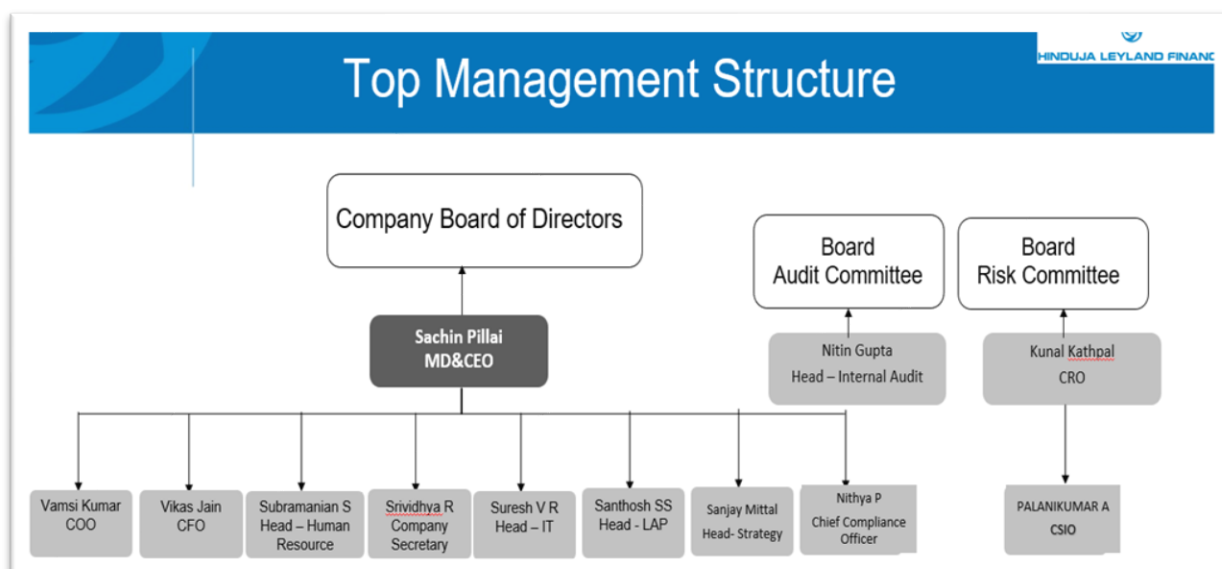 HINDUJA LEYLAND FINANC
Top Management Structure
Company Board of Directors
Board
Audit Committee
Board
Risk Committee
Sachin Pillai
MD&CEO
Nitin Gupta
Head – Internal Audit
Kunal Kathpal
CRO
Vamsi Kumar
COO
Vikas Jain
CFO
Subramanian S
Head – Human
Resource
Srividhya R
Company
Secretary
Suresh V R
Head – IT
Santhosh SS
Head - LAP
Sanjay Mittal
Head- Strategy
Nithya P
Chief Compliance
Officer
PALANIKUMAR A
CSIO